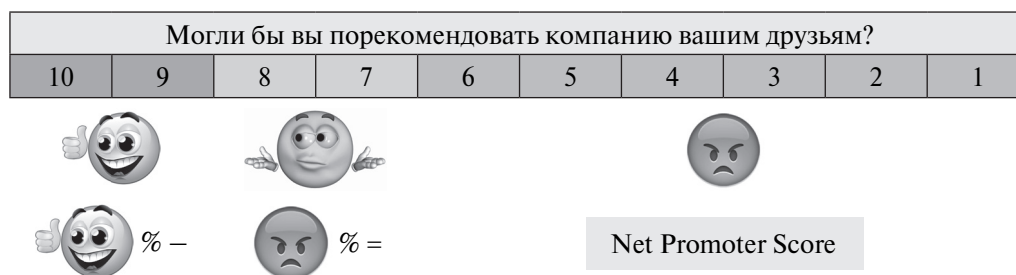 Могли бы вы порекомендовать компанию вашим друзьям?
10 9 8 7 6 5 4 3 2 1
% – % = Net Promoter Score